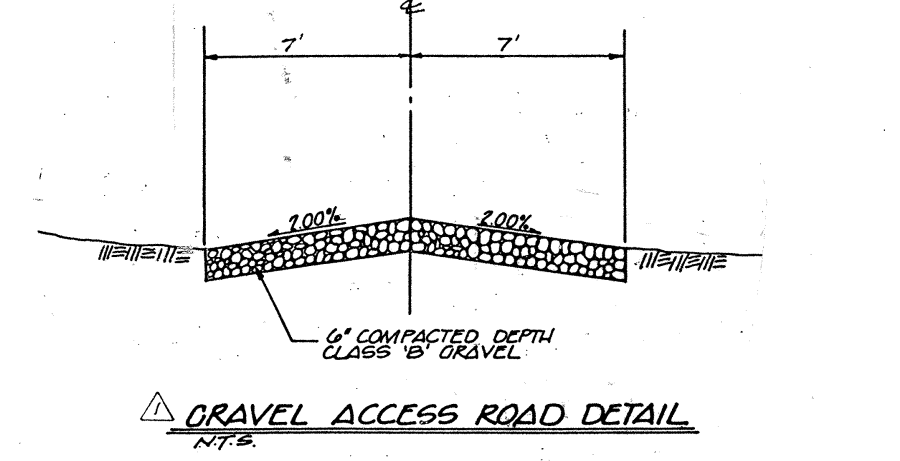 ℄
7' 7'
2.00% 2.00%
6" COMPACTED DEPTH
CLASS 'B' GRAVEL
1 GRAVEL ACCESS ROAD DETAIL
N.T.S.